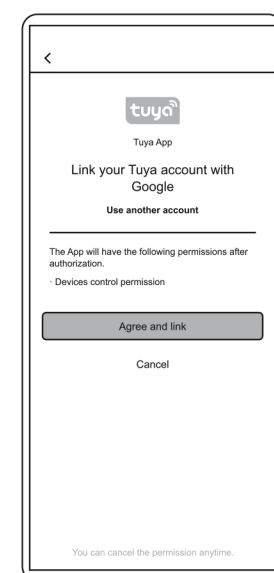 tuya
Tuya App
Link your Tuya account with
Google
Use another account
The App will have the following permissions after
authorization.
· Devices control permission
Agree and link
Cancel
You can cancel the permission anytime.